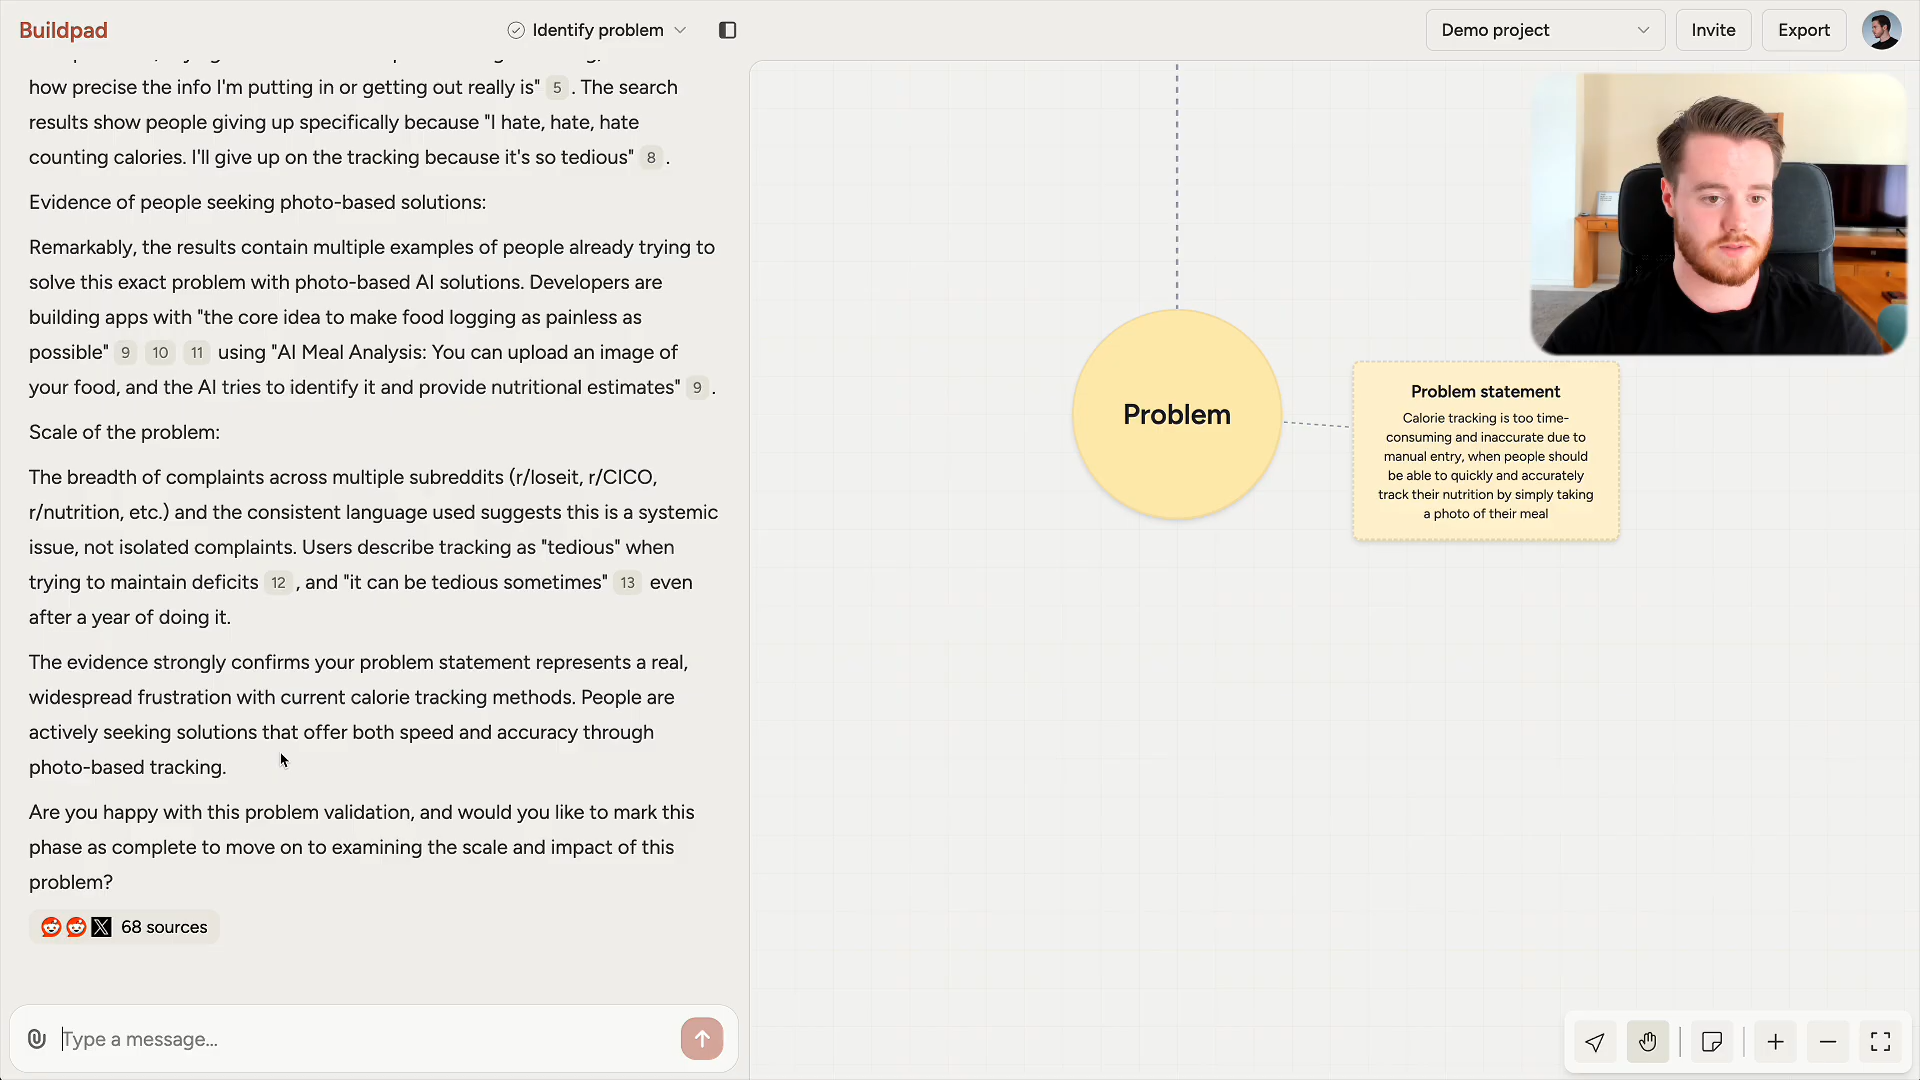 Buildpad
Identify problem
Demo project
Invite
Export
how precise the info I'm putting in or getting out really is" 5 . The search
results show people giving up specifically because "I hate, hate, hate
counting calories. I'll give up on the tracking because it's so tedious" 8 .
Evidence of people seeking photo-based solutions:
Remarkably, the results contain multiple examples of people already trying to
solve this exact problem with photo-based AI solutions. Developers are
building apps with "the core idea to make food logging as painless as
possible" 9 10 11 using "AI Meal Analysis: You can upload an image of
your food, and the AI tries to identify it and provide nutritional estimates" 9 .
Scale of the problem:
The breadth of complaints across multiple subreddits (r/loseit, r/CICO,
r/nutrition, etc.) and the consistent language used suggests this is a systemic
issue, not isolated complaints. Users describe tracking as "tedious" when
trying to maintain deficits 12 , and "it can be tedious sometimes" 13 even
after a year of doing it.
The evidence strongly confirms your problem statement represents a real,
widespread frustration with current calorie tracking methods. People are
actively seeking solutions that offer both speed and accuracy through
photo-based tracking.
Are you happy with this problem validation, and would you like to mark this
phase as complete to move on to examining the scale and impact of this
problem?
68 sources
Type a message...
Problem
Problem statement
Calorie tracking is too time-
consuming and inaccurate due to
manual entry, when people should
be able to quickly and accurately
track their nutrition by simply taking
a photo of their meal